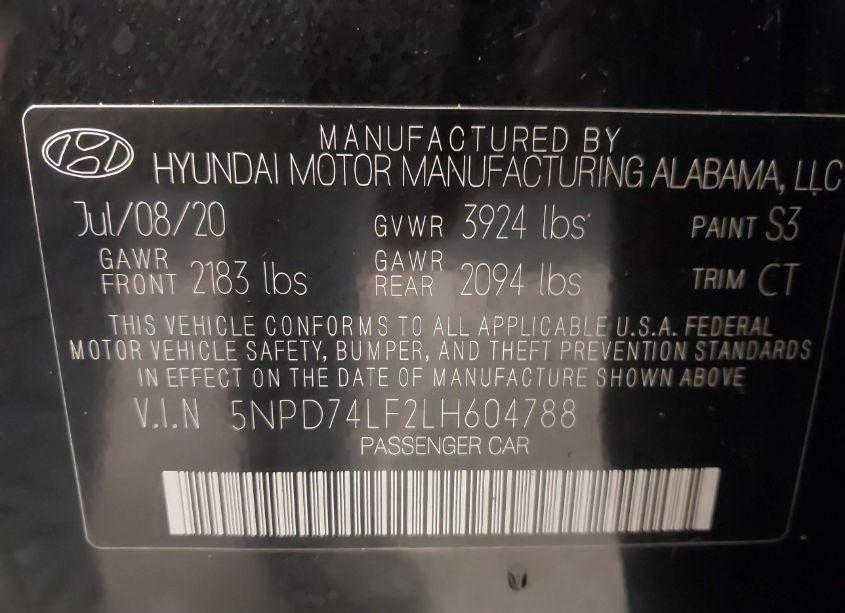 MANUFACTURED BY
HYUNDAI MOTOR MANUFACTURING ALABAMA, LLC
Jul/08/20 GVWR 3924 lbs PAINT S3
GAWR FRONT 2183 lbs GAWR REAR 2094 lbs TRIM CT
THIS VEHICLE CONFORMS TO ALL APPLICABLE U.S.A. FEDERAL
MOTOR VEHICLE SAFETY, BUMPER, AND THEFT PREVENTION STANDARDS
IN EFFECT ON THE DATE OF MANUFACTURE SHOWN ABOVE
V.I.N 5NPD74LF2LH604788
PASSENGER CAR